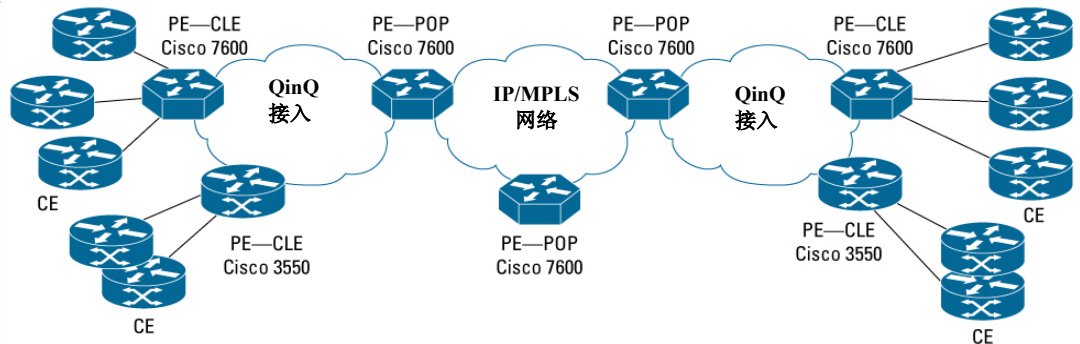 PE—CLE
Cisco 7600
PE—POP
Cisco 7600
PE—POP
Cisco 7600
PE—CLE
Cisco 7600
QinQ
接入
IP/MPLS
网络
QinQ
接入
CE
CE
PE—CLE
Cisco 3550
PE—POP
Cisco 7600
PE—CLE
Cisco 3550
CE
CE